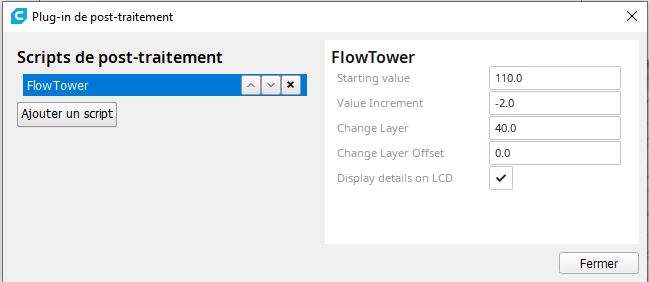 Plug-in de post-traitement
Scripts de post-traitement
FlowTower
Ajouter un script
FlowTower
Starting value 110.0
Value Increment -2.0
Change Layer 40.0
Change Layer Offset 0.0
Display details on LCD
Fermer